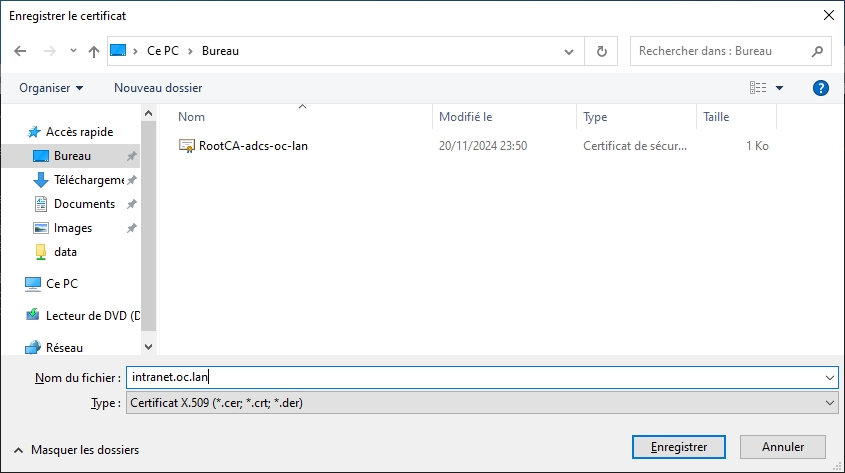 Enregistrer le certificat
Ce PC > Bureau
Rechercher dans : Bureau
Organiser Nouveau dossier
Nom Modifié le Type Taille
RootCA-adcs-oc-lan 20/11/2024 23:50 Certificat de sécur... 1 Ko
Accès rapide
Bureau
Téléchargeme
Documents
Images
data
Ce PC
Lecteur de DVD (D
Réseau
Nom du fichier : intranet.oc.lan
Type : Certificat X.509 (*.cer; *.crt; *.der)
Masquer les dossiers
Enregistrer Annuler